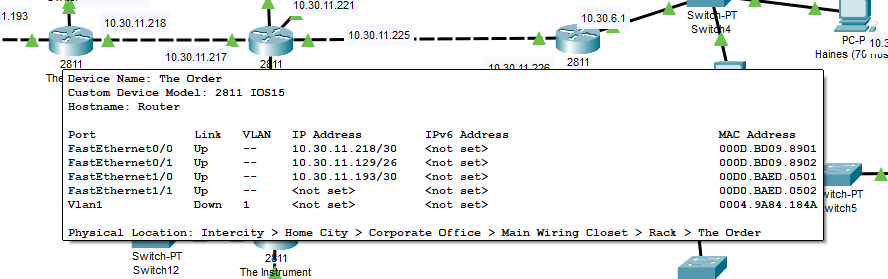 1.193
10.30.11.221
10.30.11.218
10.30.6.1
Switch-PT
Switch4
10.30.11.217
10.30.11.225
PC-P
10.3
Haines (70
2811
2811
2811
10.30.11.226
Device Name: The Order
Custom Device Model: 2811 IOS15
Hostname: Router
Port Link VLAN IP Address IPv6 Address MAC Address
FastEthernet0/0 Up -- 10.30.11.218/30 <not set> 000D.BD09.8901
FastEthernet0/1 Up -- 10.30.11.129/26 <not set> 000D.BD09.8902
FastEthernet1/0 Up -- 10.30.11.193/30 <not set> 00D0.BAED.0501
FastEthernet1/1 Up -- <not set> <not set> 00D0.BAED.0502
Vlan1 Down 1 <not set> <not set> 0004.9A84.184A
Physical Location: Intercity > Home City > Corporate Office > Main Wiring Closet > Rack > The Order
witch-PT
witch5
Switch-PT
Switch12
2811
The Instrument